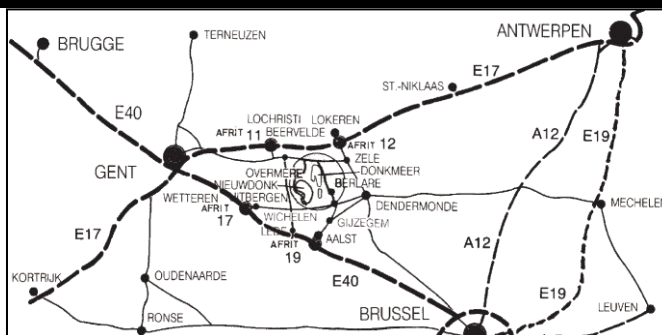 ANTWERPEN
BRUGGE
TERNEUZEN
E17
ST.-NIKLAAS
E40
LOCHRISTI LOKEREN
AFRIT 11 BEERVELDE
AFRIT 12
A12
E19
GENT
ZELE
OVERMERE DONKMEER
NIEUWDONK BERLARE
WETTEREN UITBERGEN
DENDERMONDE
MECHELEN
AFRIT 17
WICHELEN
GIJZEGEM
LEDE
AALST
AFRIT 19
E17
A12
E40
KORTRIJK
OUDENAARDE
E19
BRUSSEL
LEUVEN
RONSE